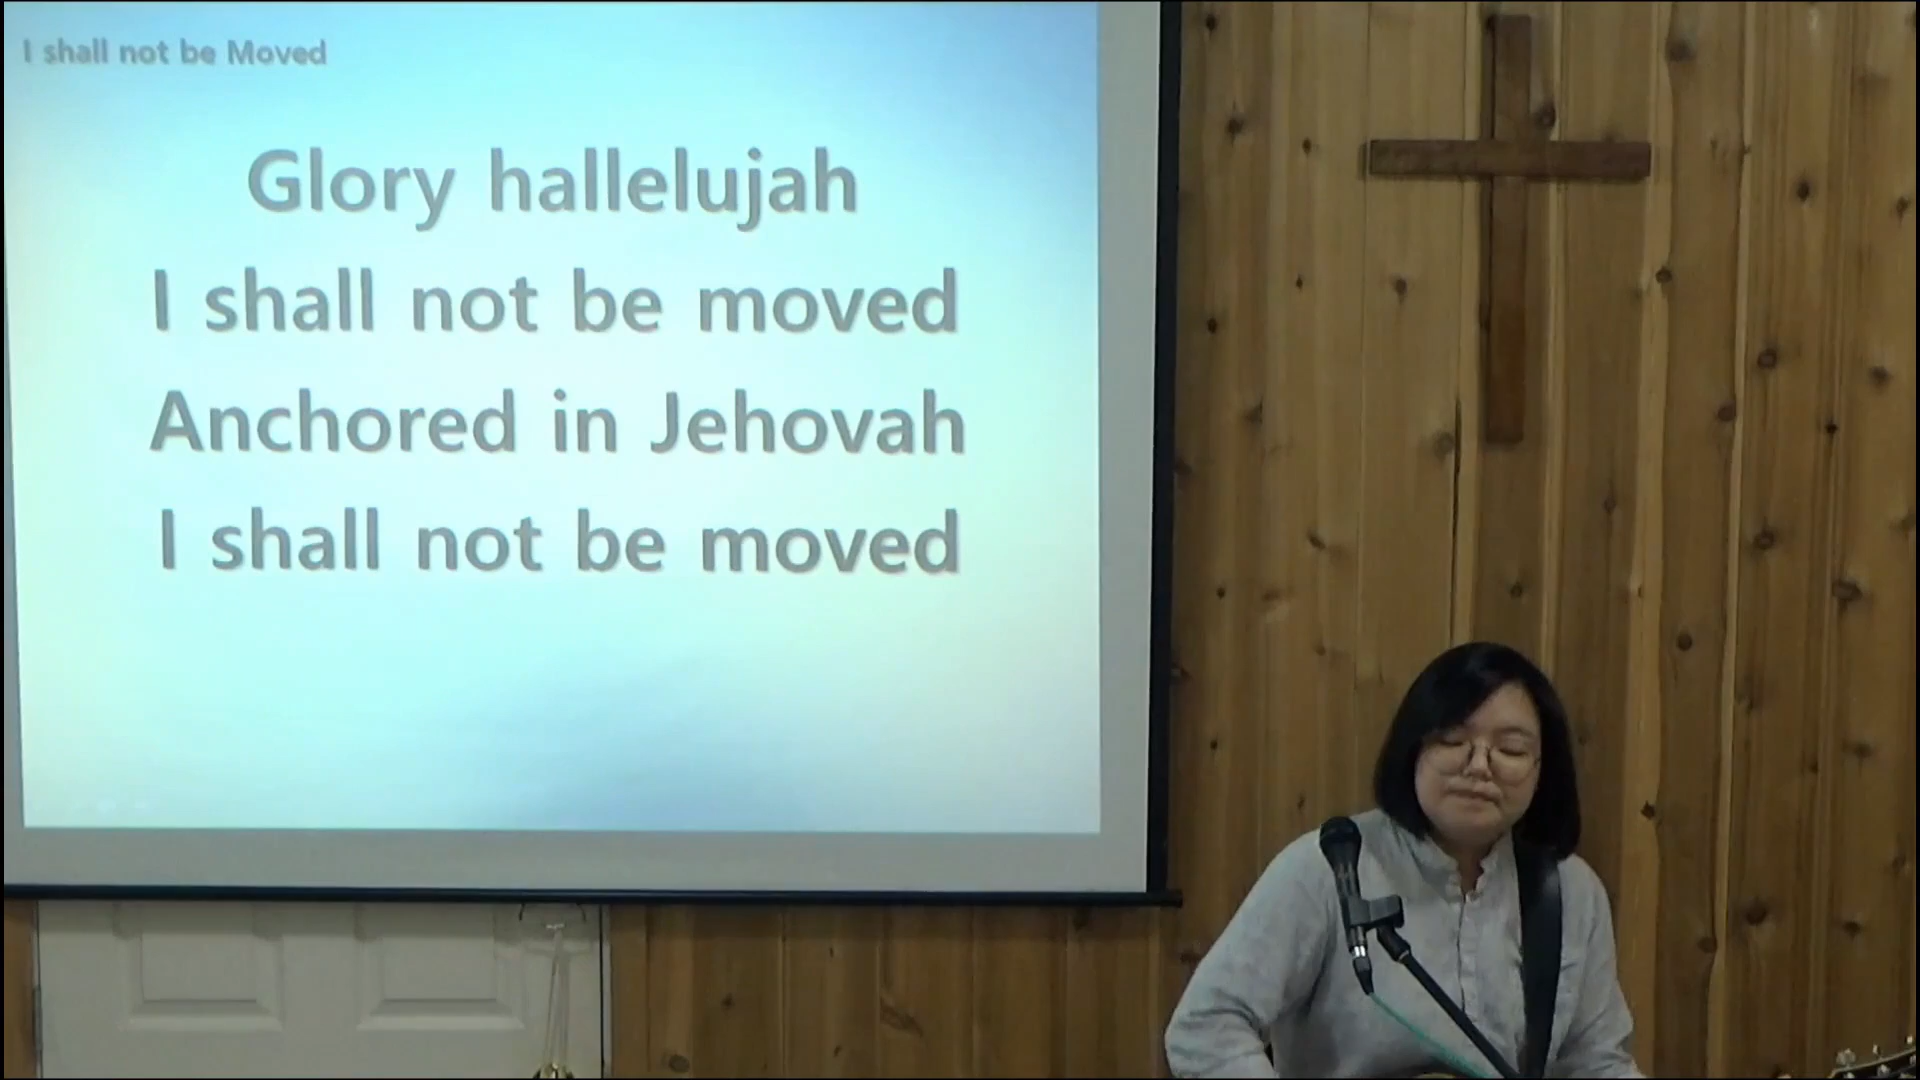 I shall not be Moved
Glory hallelujah
I shall not be moved
Anchored in Jehovah
I shall not be moved